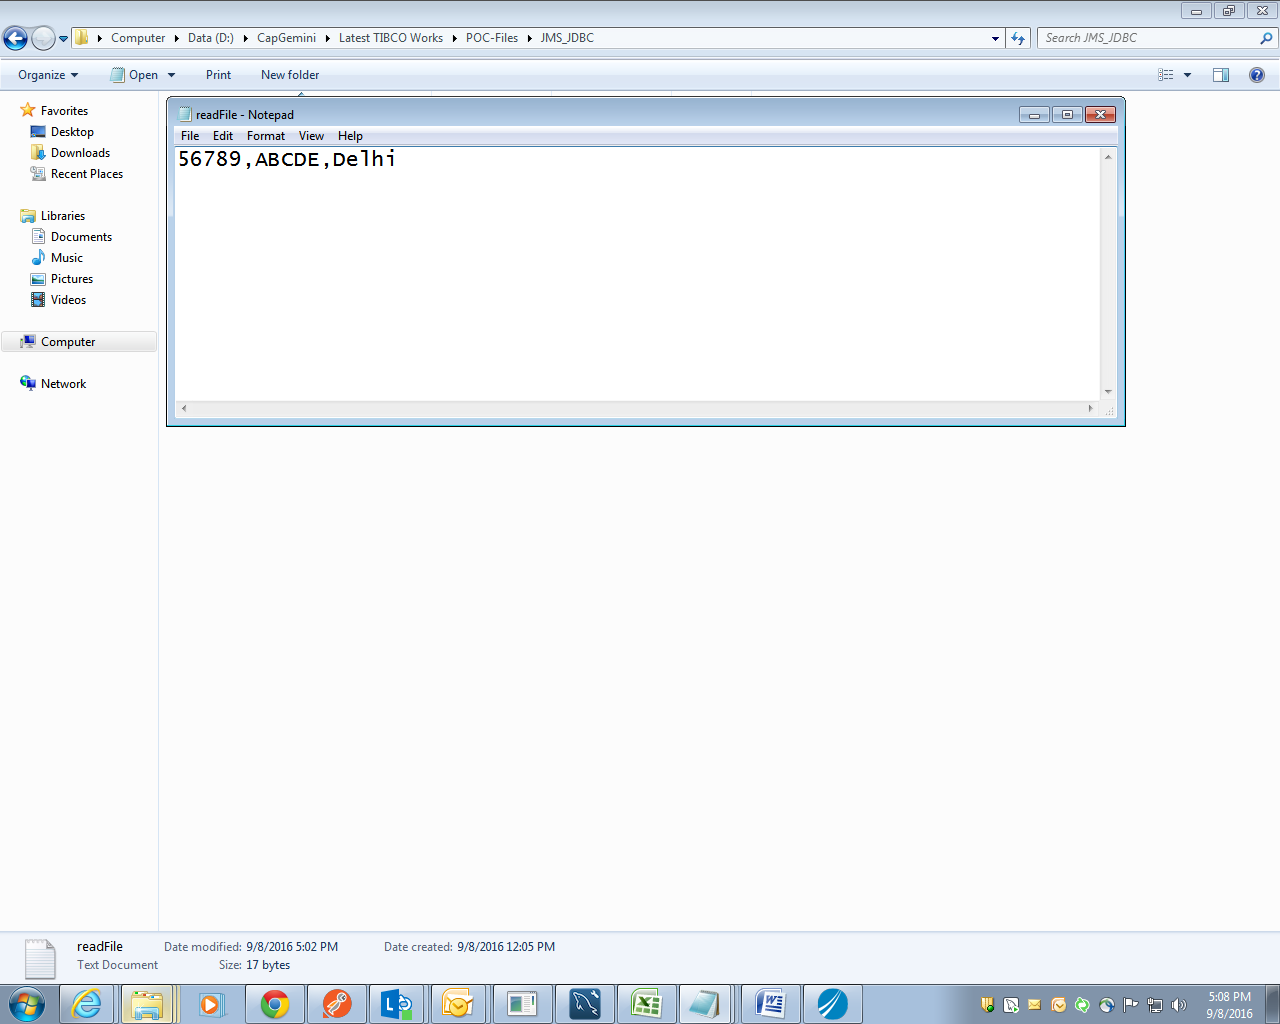 Computer Data (D:) CapGemini Latest TIBCO Works POC-Files JMS_JDBC
Search JMS_JDBC
Organize Open Print New folder
Favorites
Desktop
Downloads
Recent Places
Libraries
Documents
Music
Pictures
Videos
Computer
Network
readFile - Notepad
File Edit Format View Help
56789,ABCDE,Delhi
readFile Date modified: 9/8/2016 5:02 PM Date created: 9/8/2016 12:05 PM
Text Document Size: 17 bytes
5:08 PM
9/8/2016